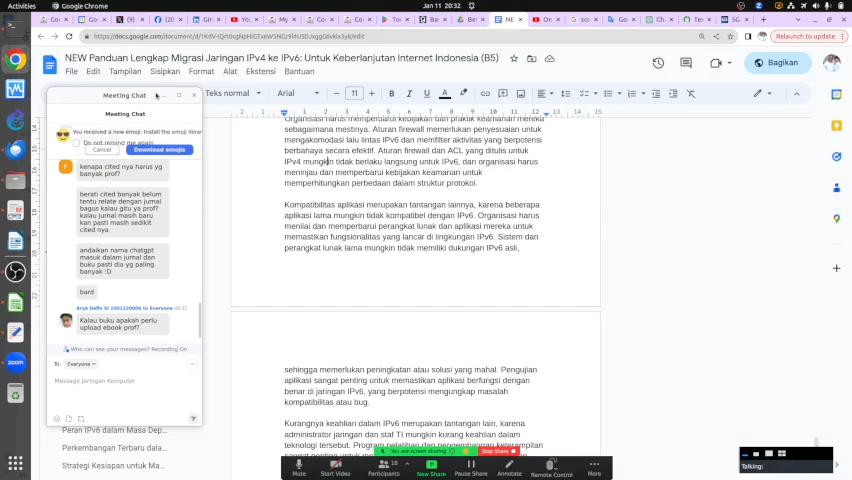 Activities
Google Chrome
Jan 11 20:32
https://docs.google.com/document/d/
/edit
Relaunch to update
NEW Panduan Lengkap Migrasi Jaringan IPv4 ke IPv6: Untuk Keberlanjutan Internet Indonesia (B5)
File Edit Tampilan Sisipkan Format Alat Ekstensi Bantuan
Bagikan
Teks normal
Arial
11
Meeting Chat
Meeting Chat
You received a new emoji. Install the emoji librar
Do not remind me again
Cancel
Download emojis
kenapa cited nya harus yg
banyak prof?
berati cited banyak belum
tentu relate dengan jurnal
bagus kalau gitu ya prof?
kalau jurnal masih baru
kan pasti masih sedikit
cited nya
andaikan nama chatgpt
masuk dalam jurnal dan
buku pasti dia yg paling
banyak :D
bard
to Everyone
Kalau buku apakah perlu
upload ebook prof?
Who can see your messages? Recording On
To: Everyone
Message Jaringan Komputer
Peran IPv6 dalam Masa Dep...
Perkembangan Terbaru dala...
Strategi Kesiapan untuk Ma...
Organisasi harus memperbarui kebijakan dan praktik keamanan mereka
sebagaimana mestinya. Aturan firewall memerlukan penyesuaian untuk
mengakomodasi lalu lintas IPv6 dan memfilter aktivitas yang berpotensi
berbahaya secara efektif. Aturan firewall dan ACL yang ditulis untuk
IPv4 mungkin tidak berlaku langsung untuk IPv6, dan organisasi harus
meninjau dan memperbarui kebijakan keamanan untuk
memperhitungkan perbedaan dalam struktur protokol.
Kompatibilitas aplikasi merupakan tantangan lainnya, karena beberapa
aplikasi lama mungkin tidak kompatibel dengan IPv6. Organisasi harus
menilai dan memperbarui perangkat lunak dan aplikasi mereka untuk
memastikan fungsionalitas yang lancar di lingkungan IPv6. Sistem dan
perangkat lunak lama mungkin tidak memiliki dukungan IPv6 asli,
sehingga memerlukan peningkatan atau solusi yang mahal. Pengujian
aplikasi sangat penting untuk memastikan aplikasi berfungsi dengan
benar di jaringan IPv6, yang berpotensi mengungkap masalah
kompatibilitas atau bug.
Kurangnya keahlian dalam IPv6 merupakan tantangan lain, karena
administrator jaringan dan staf TI mungkin kurang keahlian dalam
teknologi tersebut. Program pelatihan dan pengembangan keterampilan
You are screen sharing
Stop Share
Mute
Start Video
Participants
18
New Share
Pause Share
Annotate
Remote Control
More
Talking: